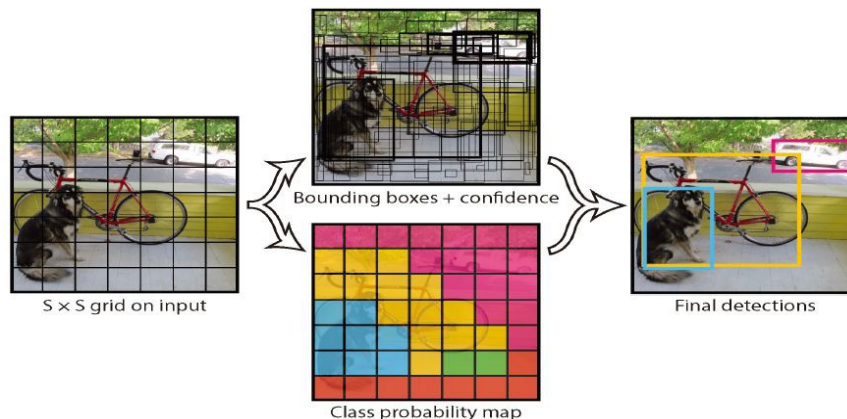 Bounding boxes + confidence
S × S grid on input
Final detections
Class probability map